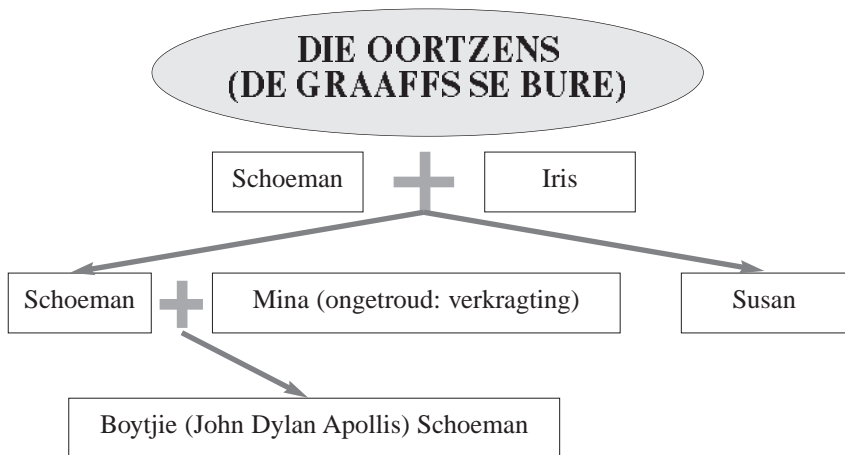 DIE OORTZENS
(DE GRAAFFS SE BURE)
Schoeman
Iris
Schoeman
Mina (ongetroud: verkragting)
Susan
Boytjie (John Dylan Apollis) Schoeman